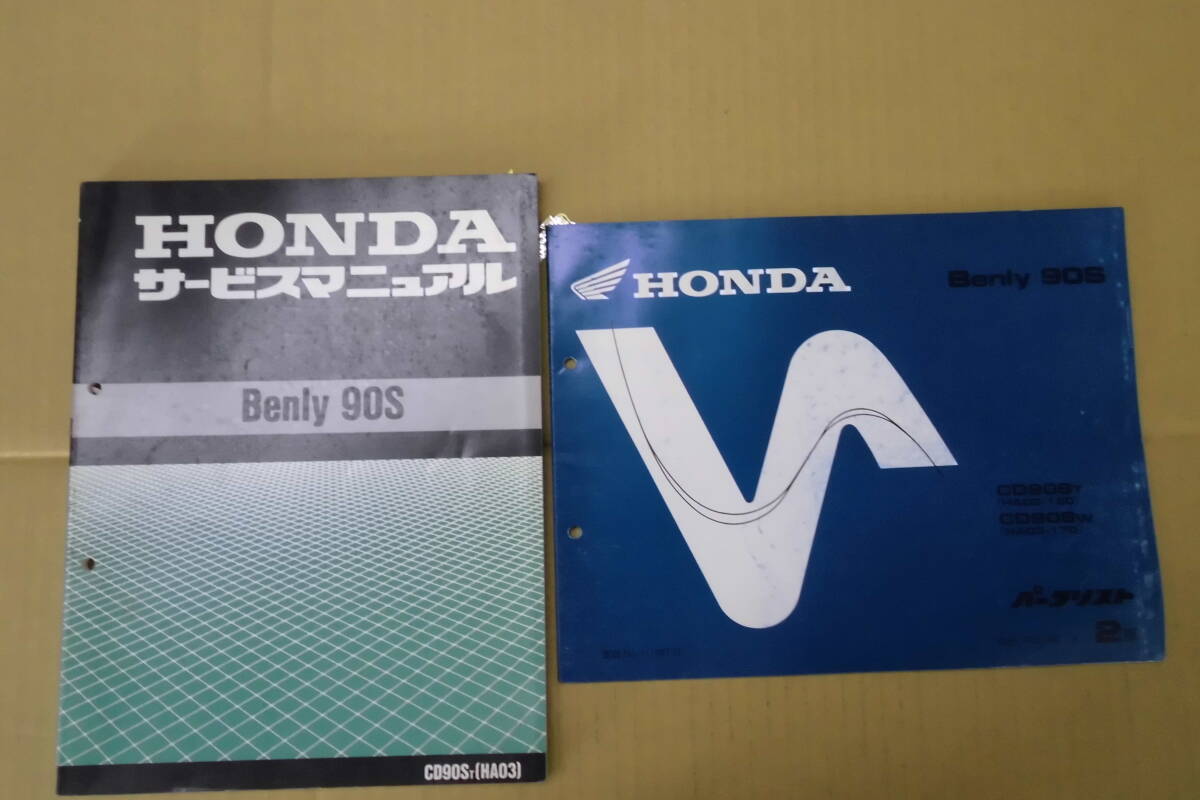 HONDA
サービスマニュアル
Benly 90S
CD90ST(HA03)
HONDA
Benly 90S
CD90ST
CD90SW
パーツリスト
2版